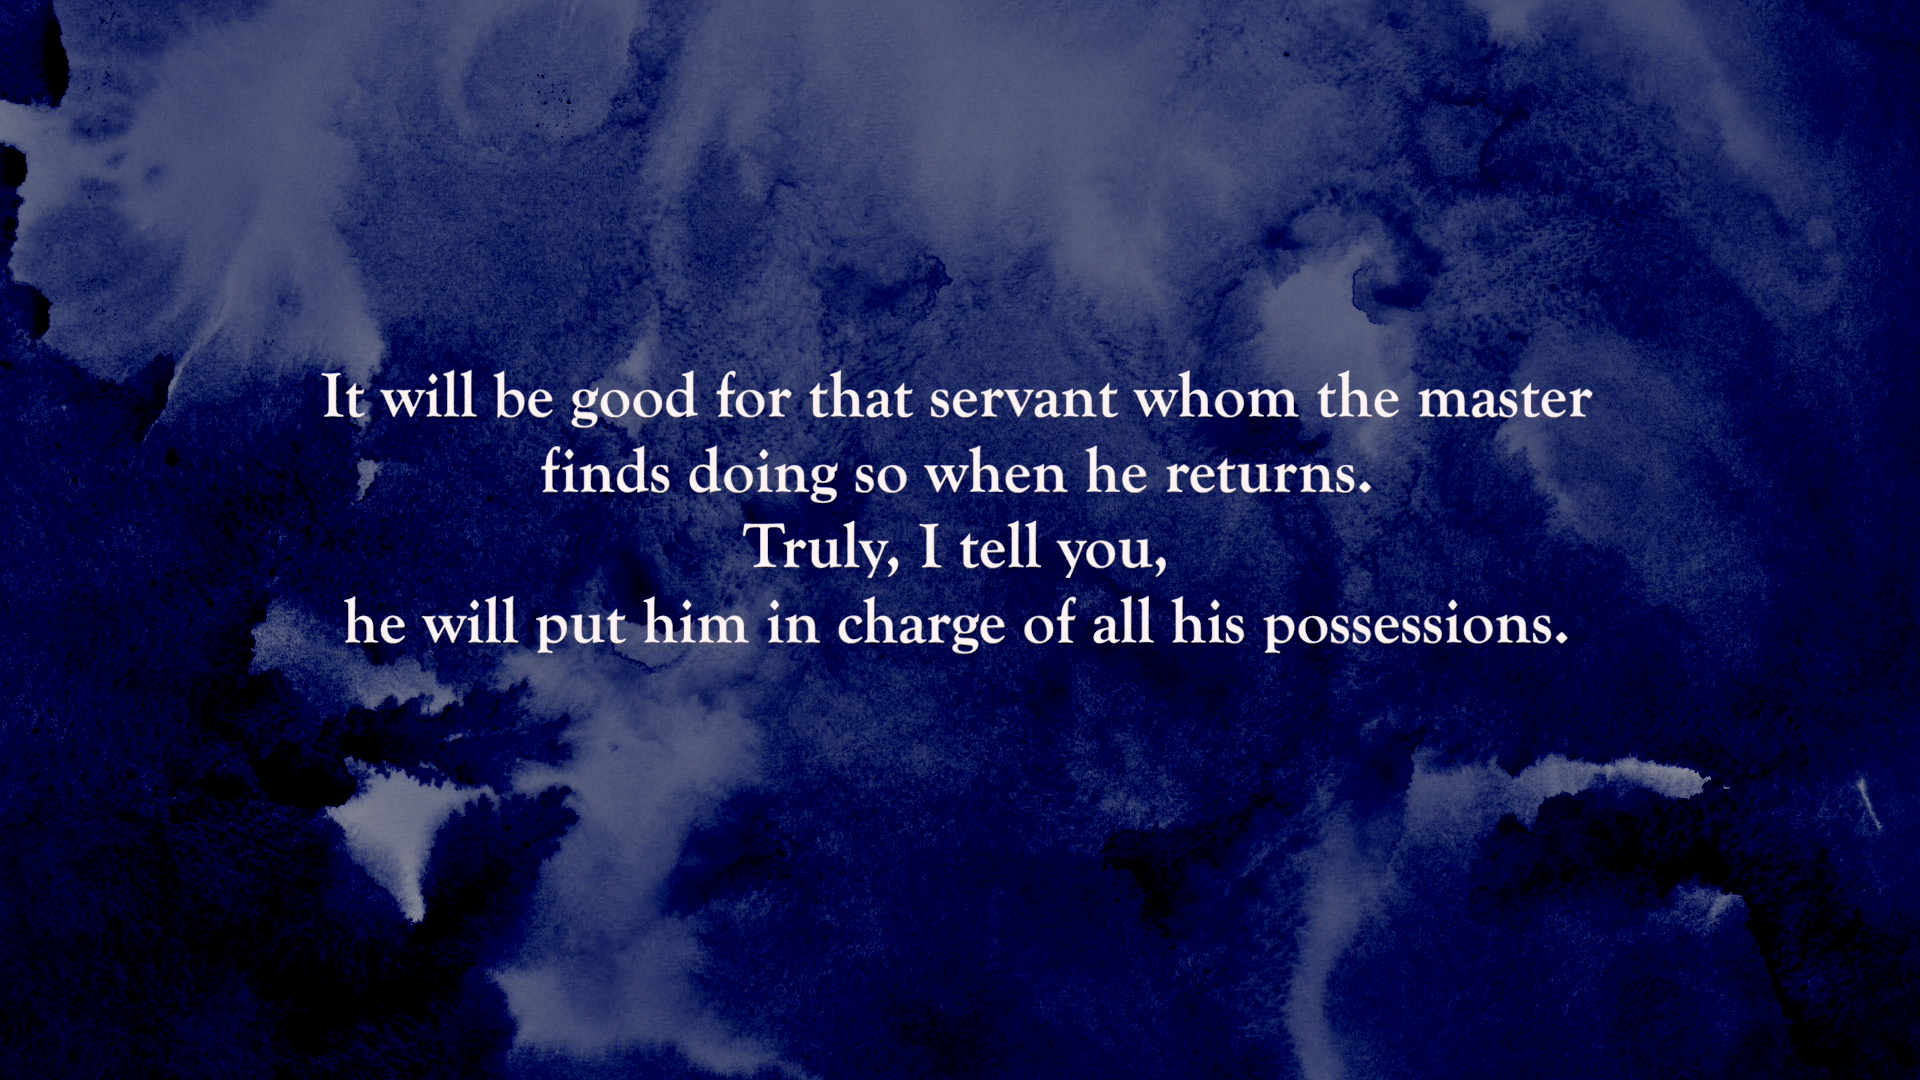 It will be good for that servant whom the master
finds doing so when he returns.
Truly, I tell you,
he will put him in charge of all his possessions.